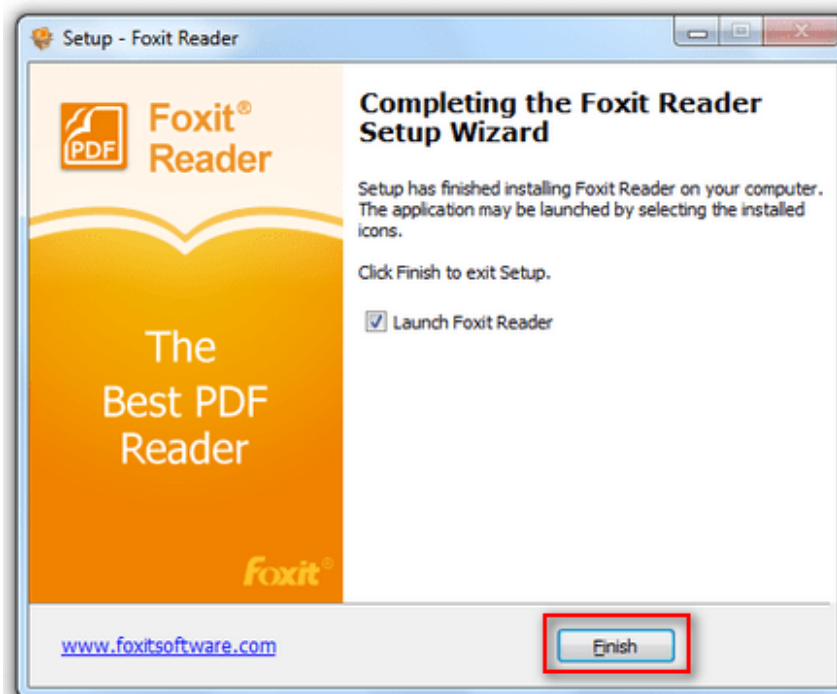 Setup - Foxit Reader
PDF
Foxit®
Reader
The
Best PDF
Reader
foxit®
Completing the Foxit Reader
Setup Wizard
Setup has finished installing Foxit Reader on your computer.
The application may be launched by selecting the installed
icons.
Click Finish to exit Setup.
Launch Foxit Reader
www.foxitsoftware.com
Finish